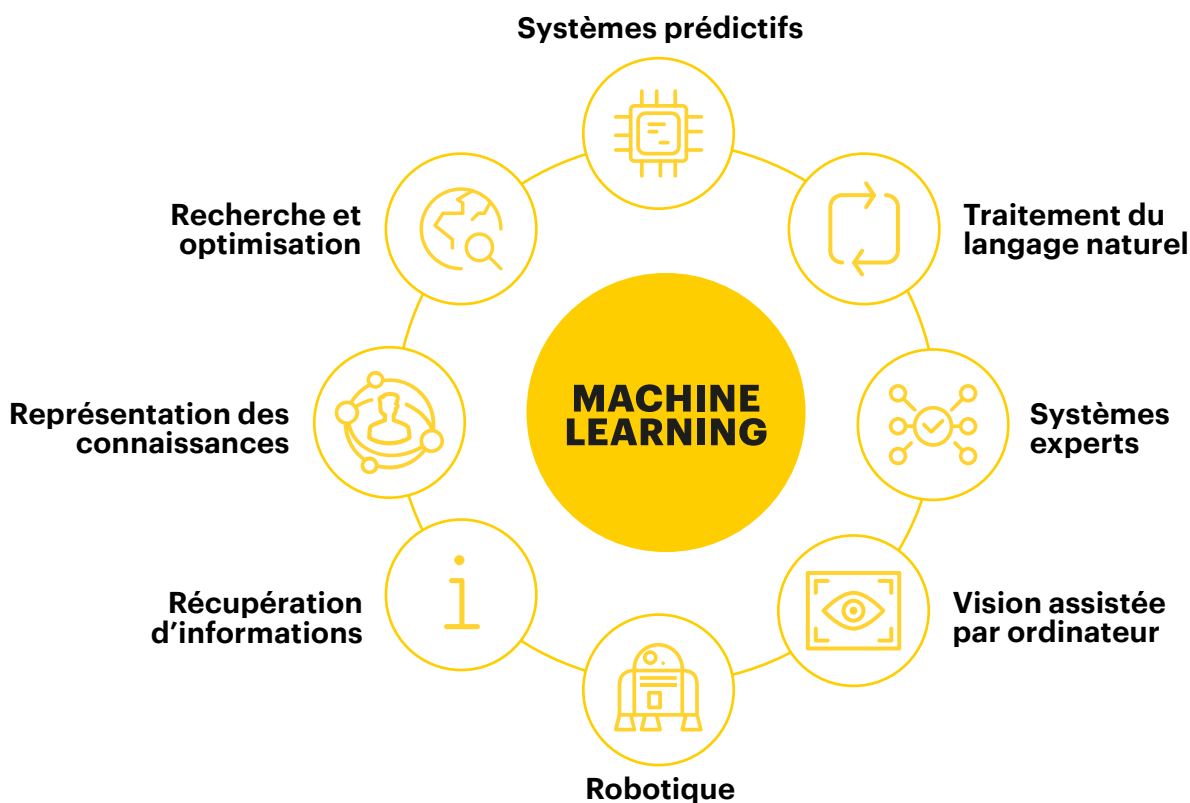 Systèmes prédictifs
Traitement du
langage naturel
Systèmes
experts
Vision assistée
par ordinateur
Robotique
Récupération
d’informations
Représentation des
connaissances
Recherche et
optimisation
MACHINE
LEARNING